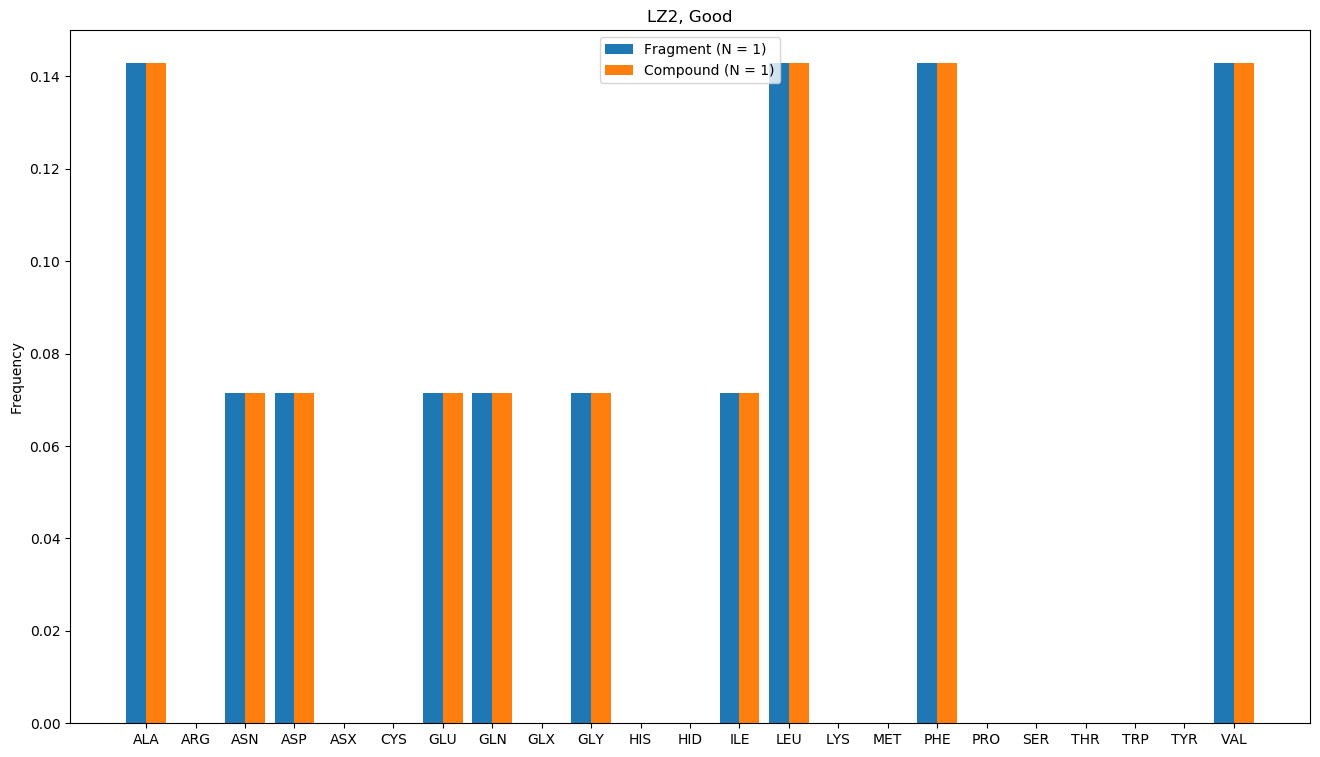 LZ2, Good
Fragment (N = 1)
Compound (N = 1)
Frequency
0.14
0.12
0.10
0.08
0.06
0.04
0.02
0.00
ALA ARG ASN ASP ASX CYS GLU GLN GLX GLY HIS HID ILE LEU LYS MET PHE PRO SER THR TRP TYR VAL